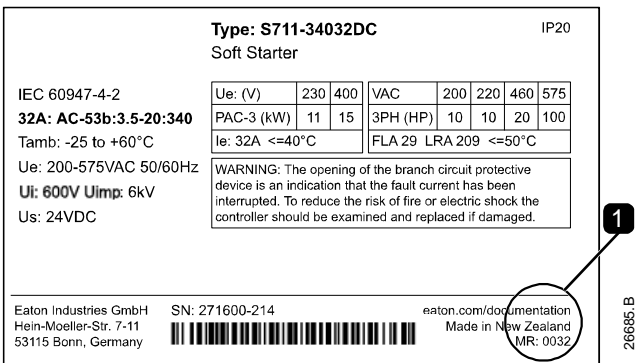 Type: S711-34032DC
IP20
Soft Starter
IEC 60947-4-2
32A: AC-53b:3.5-20:340
Tamb: -25 to +60°C
Ue: 200-575VAC 50/60Hz
Ui: 600V Uimp: 6kV
Us: 24VDC
Ue: (V) 230 400
PAC-3 (kW) 11 15
Ie: 32A <=40°C
VAC 200 220 460 575
3PH (HP) 10 10 20 100
FLA 29 LRA 209 <=50°C
WARNING: The opening of the branch circuit protective
device is an indication that the fault current has been
interrupted. To reduce the risk of fire or electric shock the
controller should be examined and replaced if damaged.
1
Eaton Industries GmbH
Hein-Moeller-Str. 7-11
53115 Bonn, Germany
SN: 271600-214
eaton.com/documentation
Made in New Zealand
MR: 0032
26685.B